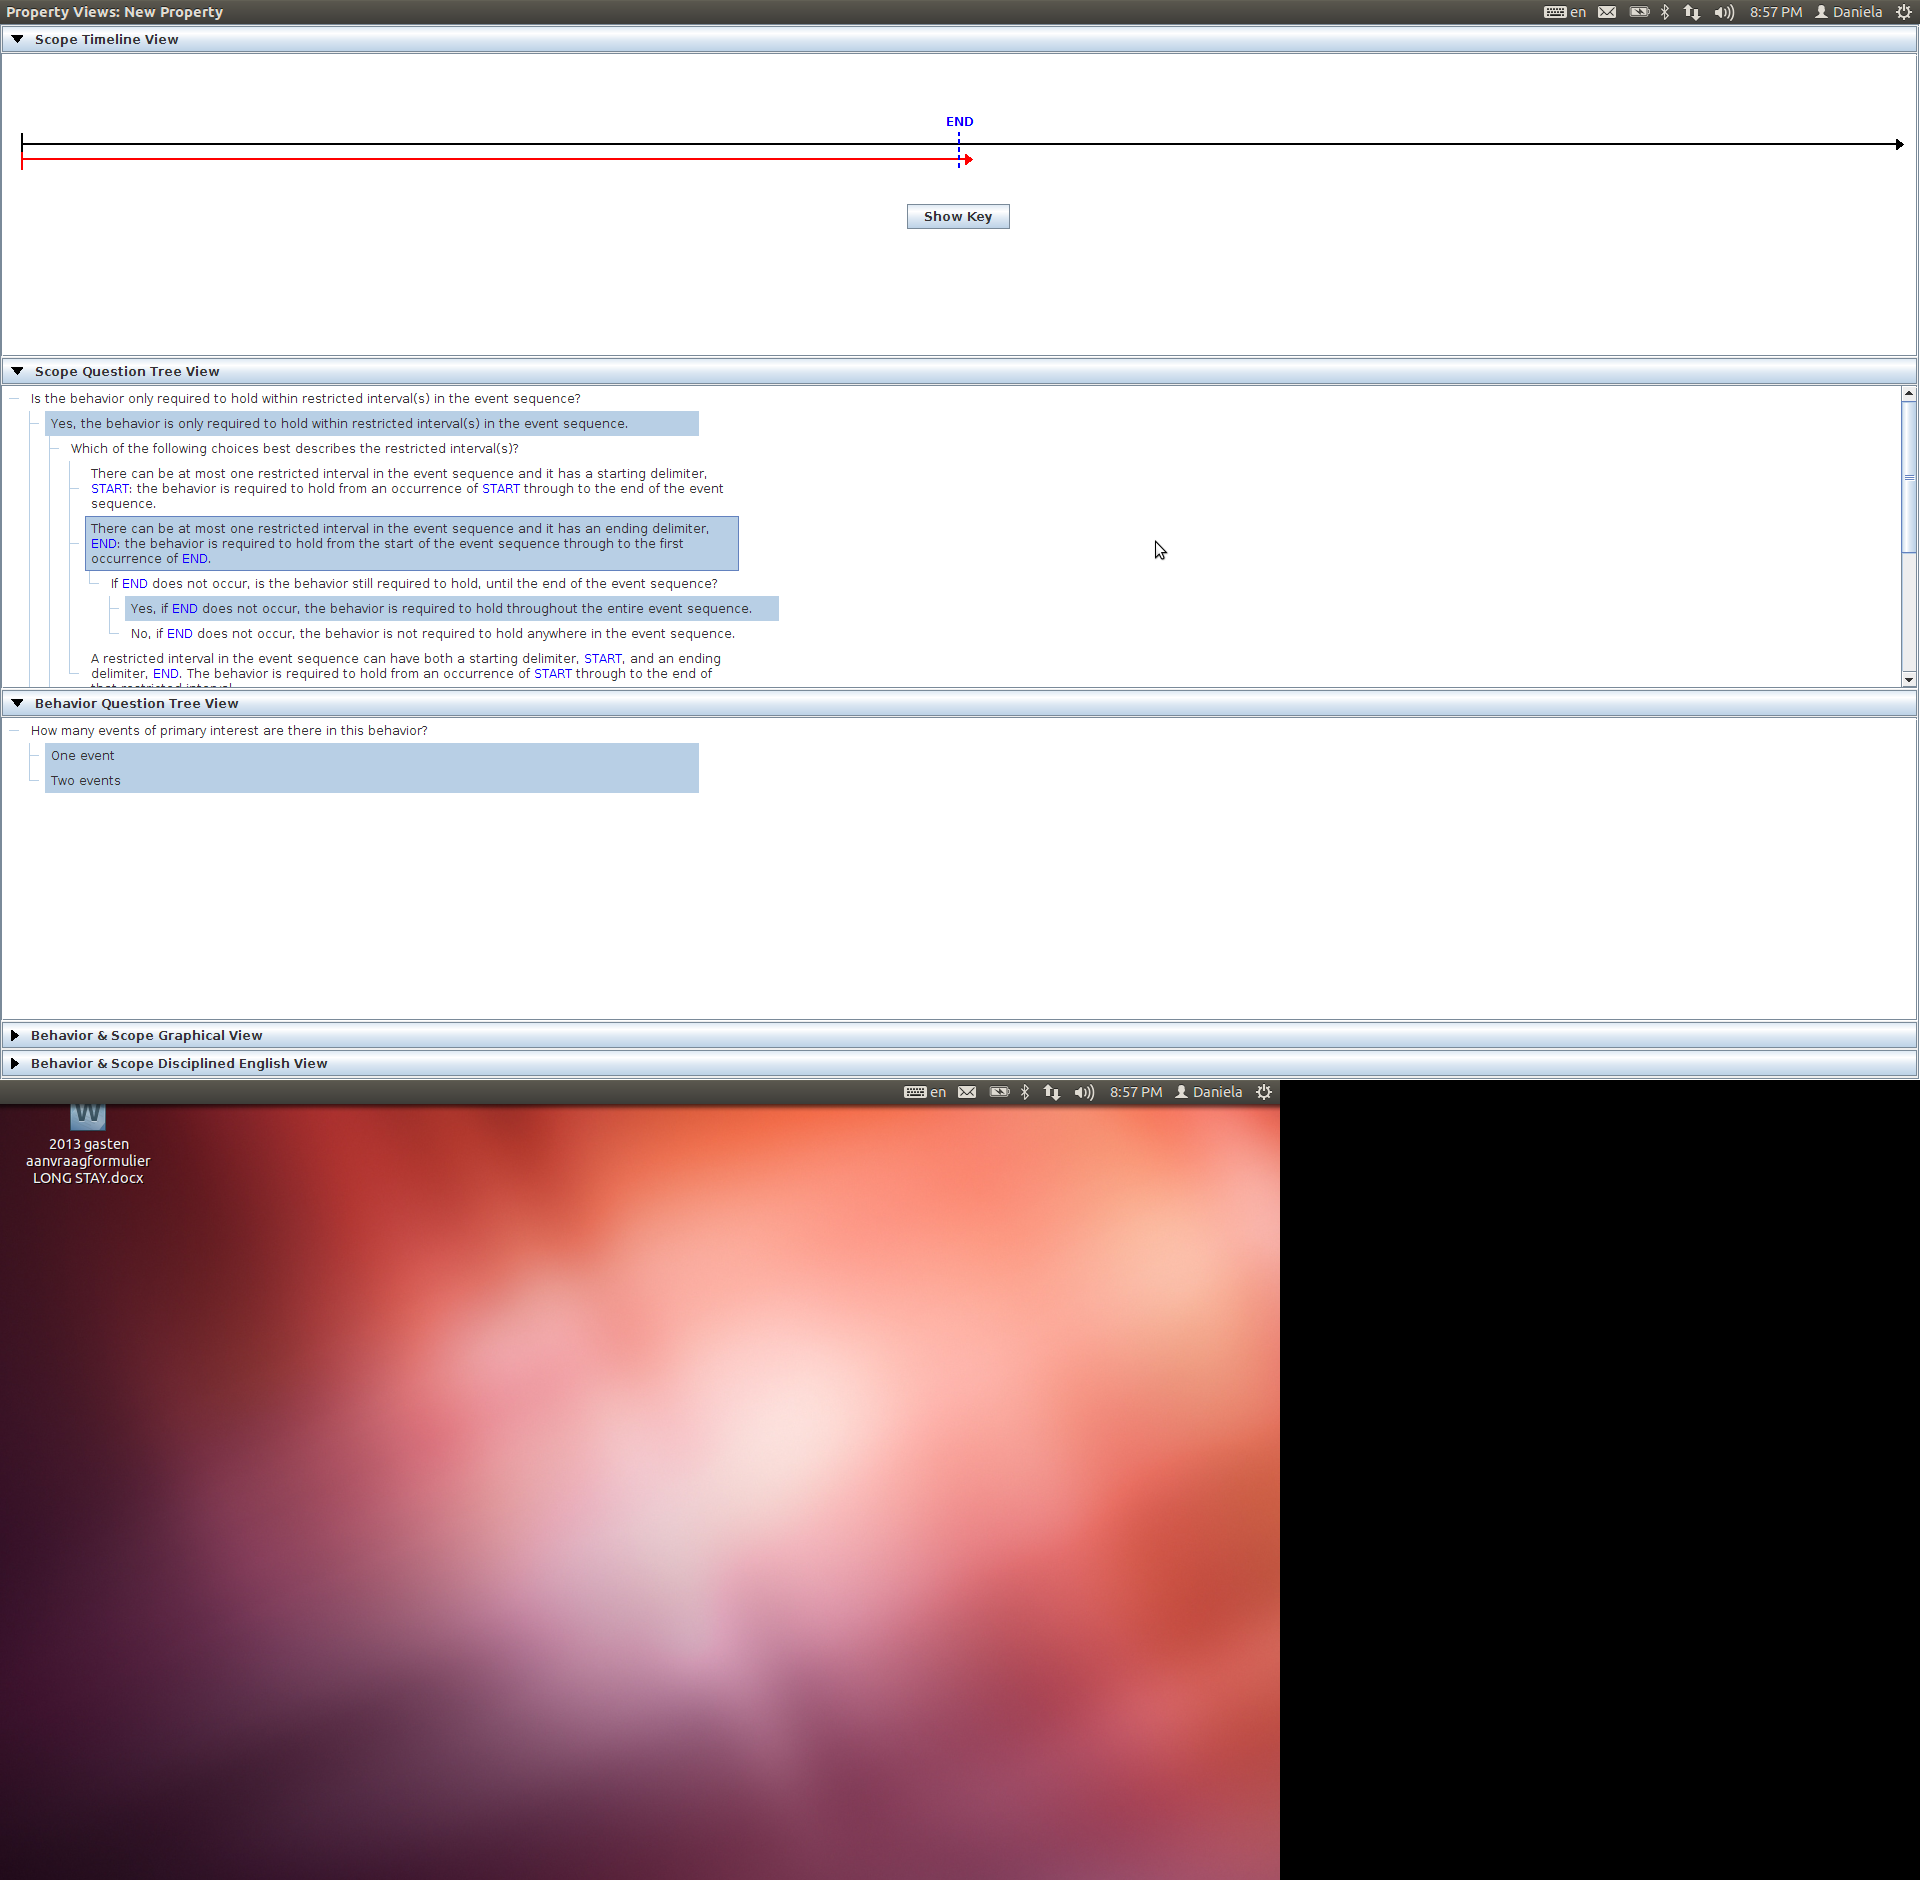 Property Views: New Property
en
8:57 PM
Daniela
Scope Timeline View
END
Show Key
Scope Question Tree View
Is the behavior only required to hold within restricted interval(s) in the event sequence?
Yes, the behavior is only required to hold within restricted interval(s) in the event sequence.
Which of the following choices best describes the restricted interval(s)?
There can be at most one restricted interval in the event sequence and it has a starting delimiter,
START: the behavior is required to hold from an occurrence of START through to the end of the event
sequence.
There can be at most one restricted interval in the event sequence and it has an ending delimiter,
END: the behavior is required to hold from the start of the event sequence through to the first
occurrence of END.
If END does not occur, is the behavior still required to hold, until the end of the event sequence?
Yes, if END does not occur, the behavior is required to hold throughout the entire event sequence.
No, if END does not occur, the behavior is not required to hold anywhere in the event sequence.
A restricted interval in the event sequence can have both a starting delimiter, START, and an ending
delimiter, END. The behavior is required to hold from an occurrence of START through to the end of
that restricted interval.
Behavior Question Tree View
How many events of primary interest are there in this behavior?
One event
Two events
Behavior & Scope Graphical View
Behavior & Scope Disciplined English View
en
8:57 PM
Daniela
W
2013 gasten
aanvraagformulier
LONG STAY.docx